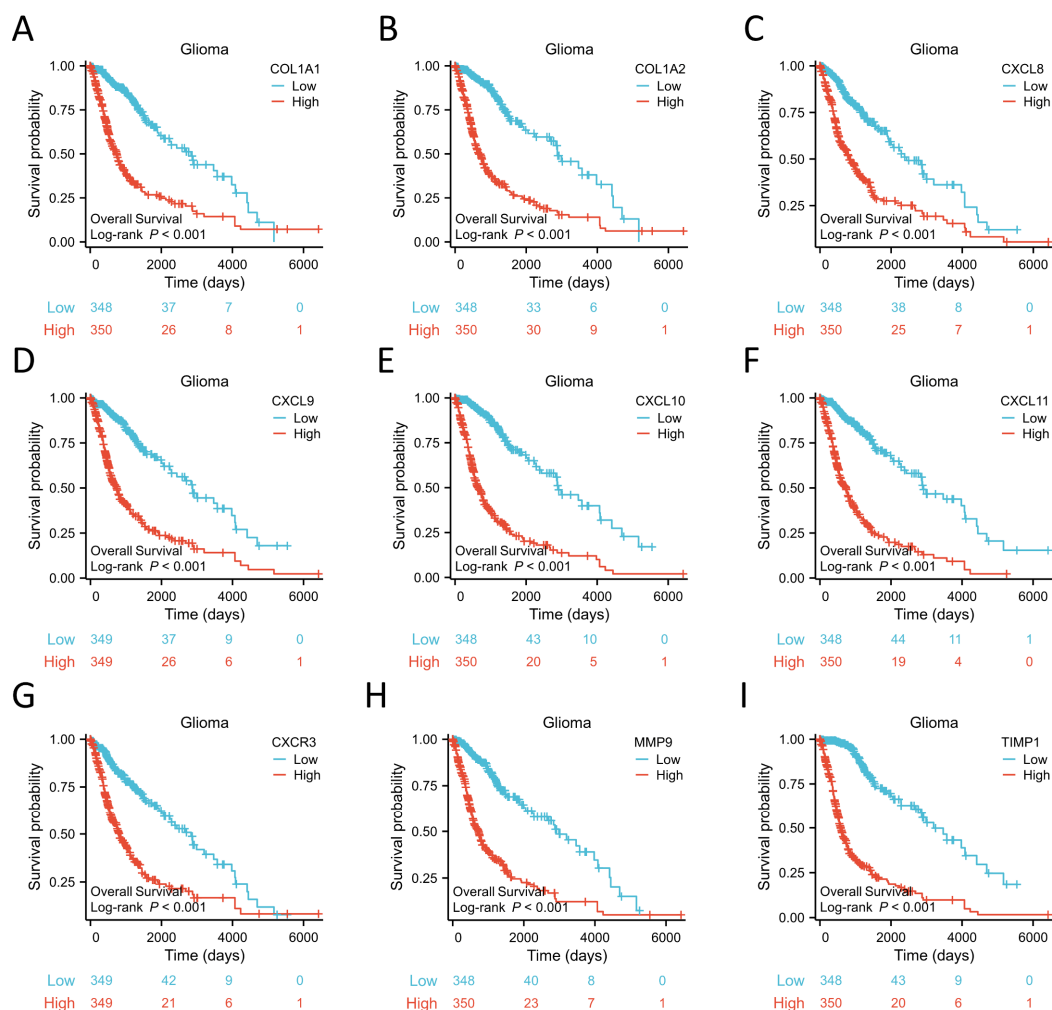 A
Glioma
COL1A1
Low
High
Survival probability
1.00
0.75
0.50
0.25
0.00
Overall Survival
Log-rank P < 0.001
0 2000 4000 6000
Time (days)
Low 348 37 7 0
High 350 26 8 1
B
Glioma
COL1A2
Low
High
Survival probability
1.00
0.75
0.50
0.25
0.00
Overall Survival
Log-rank P < 0.001
0 2000 4000 6000
Time (days)
348 33 6 0
350 30 9 1
C
Glioma
CXCL8
Low
High
Survival probability
1.00
0.75
0.50
0.25
Overall Survival
Log-rank P < 0.001
0 2000 4000 6000
Time (days)
Low 348 38 8 0
High 350 25 7 1
D
Glioma
CXCL9
Low
High
Survival probability
1.00
0.75
0.50
0.25
0.00
Overall Survival
Log-rank P < 0.001
0 2000 4000 6000
Time (days)
Low 349 37 9 0
High 349 26 6 1
E
Glioma
CXCL10
Low
High
Survival probability
1.00
0.75
0.50
0.25
0.00
Overall Survival
Log-rank P < 0.001
0 2000 4000 6000
Time (days)
Low 348 43 10 0
High 350 20 5 1
F
Glioma
CXCL11
Low
High
Survival probability
1.00
0.75
0.50
0.25
0.00
Overall Survival
Log-rank P < 0.001
0 2000 4000 6000
Time (days)
Low 348 44 11 1
High 350 19 4 0
G
Glioma
CXCR3
Low
High
Survival probability
1.00
0.75
0.50
0.25
Overall Survival
Log-rank P < 0.001
0 2000 4000 6000
Time (days)
Low 349 42 9 0
High 349 21 6 1
H
Glioma
MMP9
Low
High
Survival probability
1.00
0.75
0.50
0.25
Overall Survival
Log-rank P < 0.001
0 2000 4000 6000
Time (days)
Low 348 40 8 0
High 350 23 7 1
I
Glioma
TIMP1
Low
High
Survival probability
1.00
0.75
0.50
0.25
0.00
Overall Survival
Log-rank P < 0.001
0 2000 4000 6000
Time (days)
Low 348 43 9 0
High 350 20 6 1